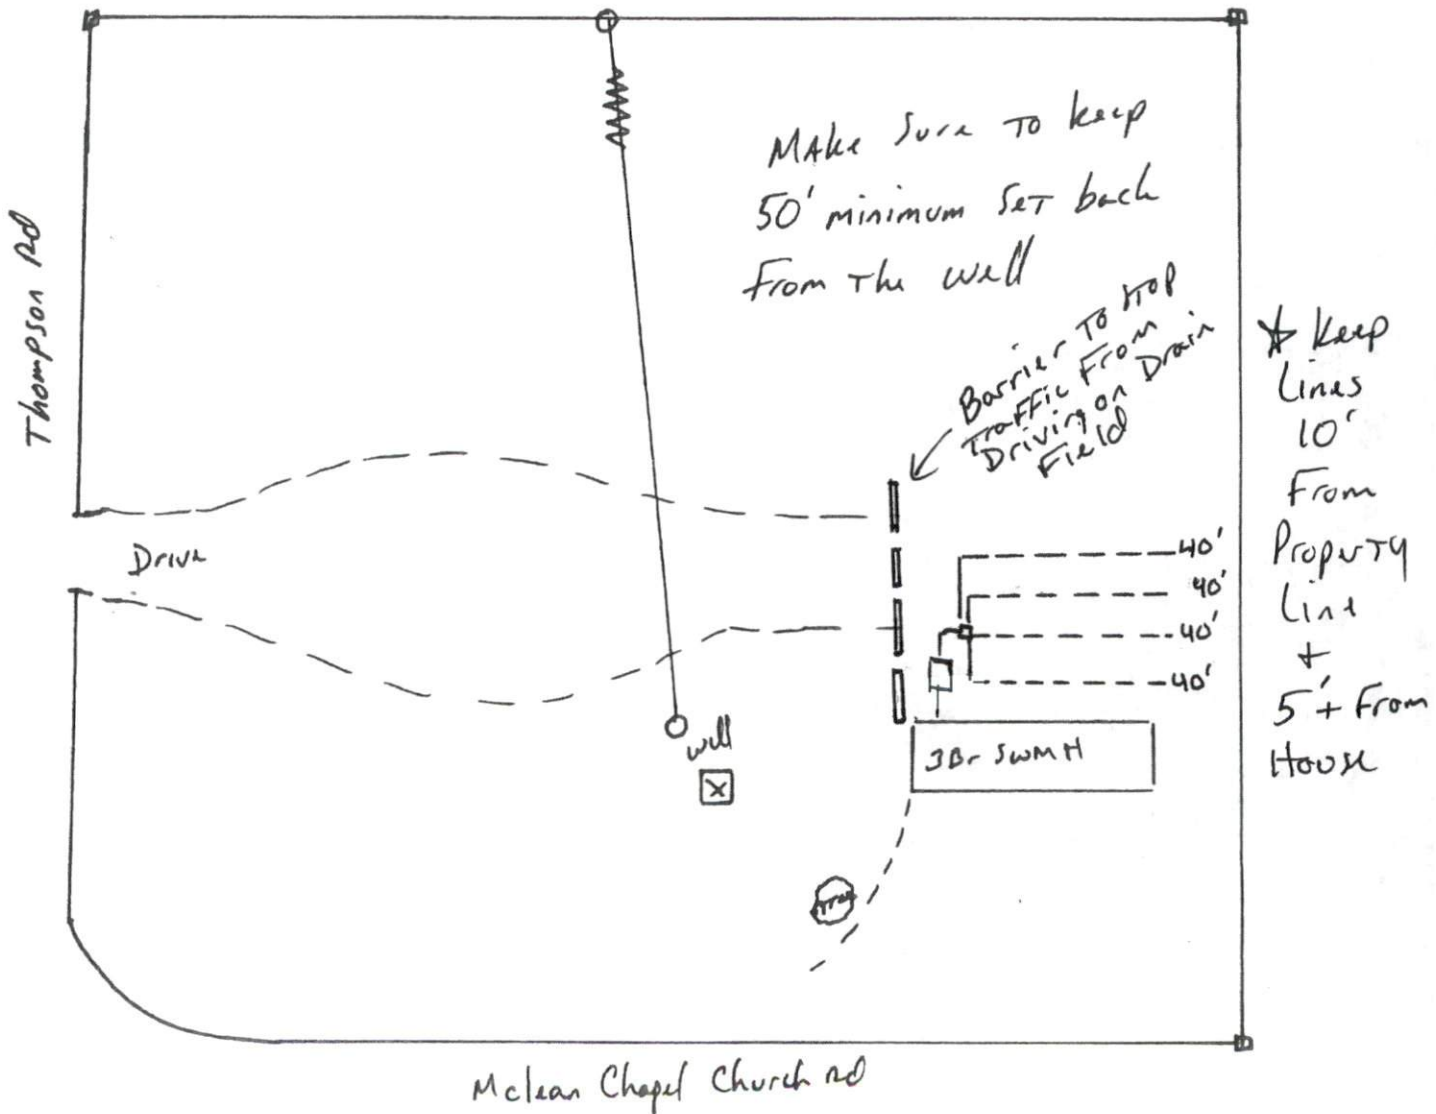 Make Sure To keep
50' minimum Set back
From The well
Thompson Rd
Barrier To stop
Traffic From
Driving on Drain
Field
★ Keep
Lines
10'
From
Property
Line
+
5'+ From
House
Drive
40'
40'
40'
40'
well
X
3Br SWMH
Mclean Chapel Church Rd